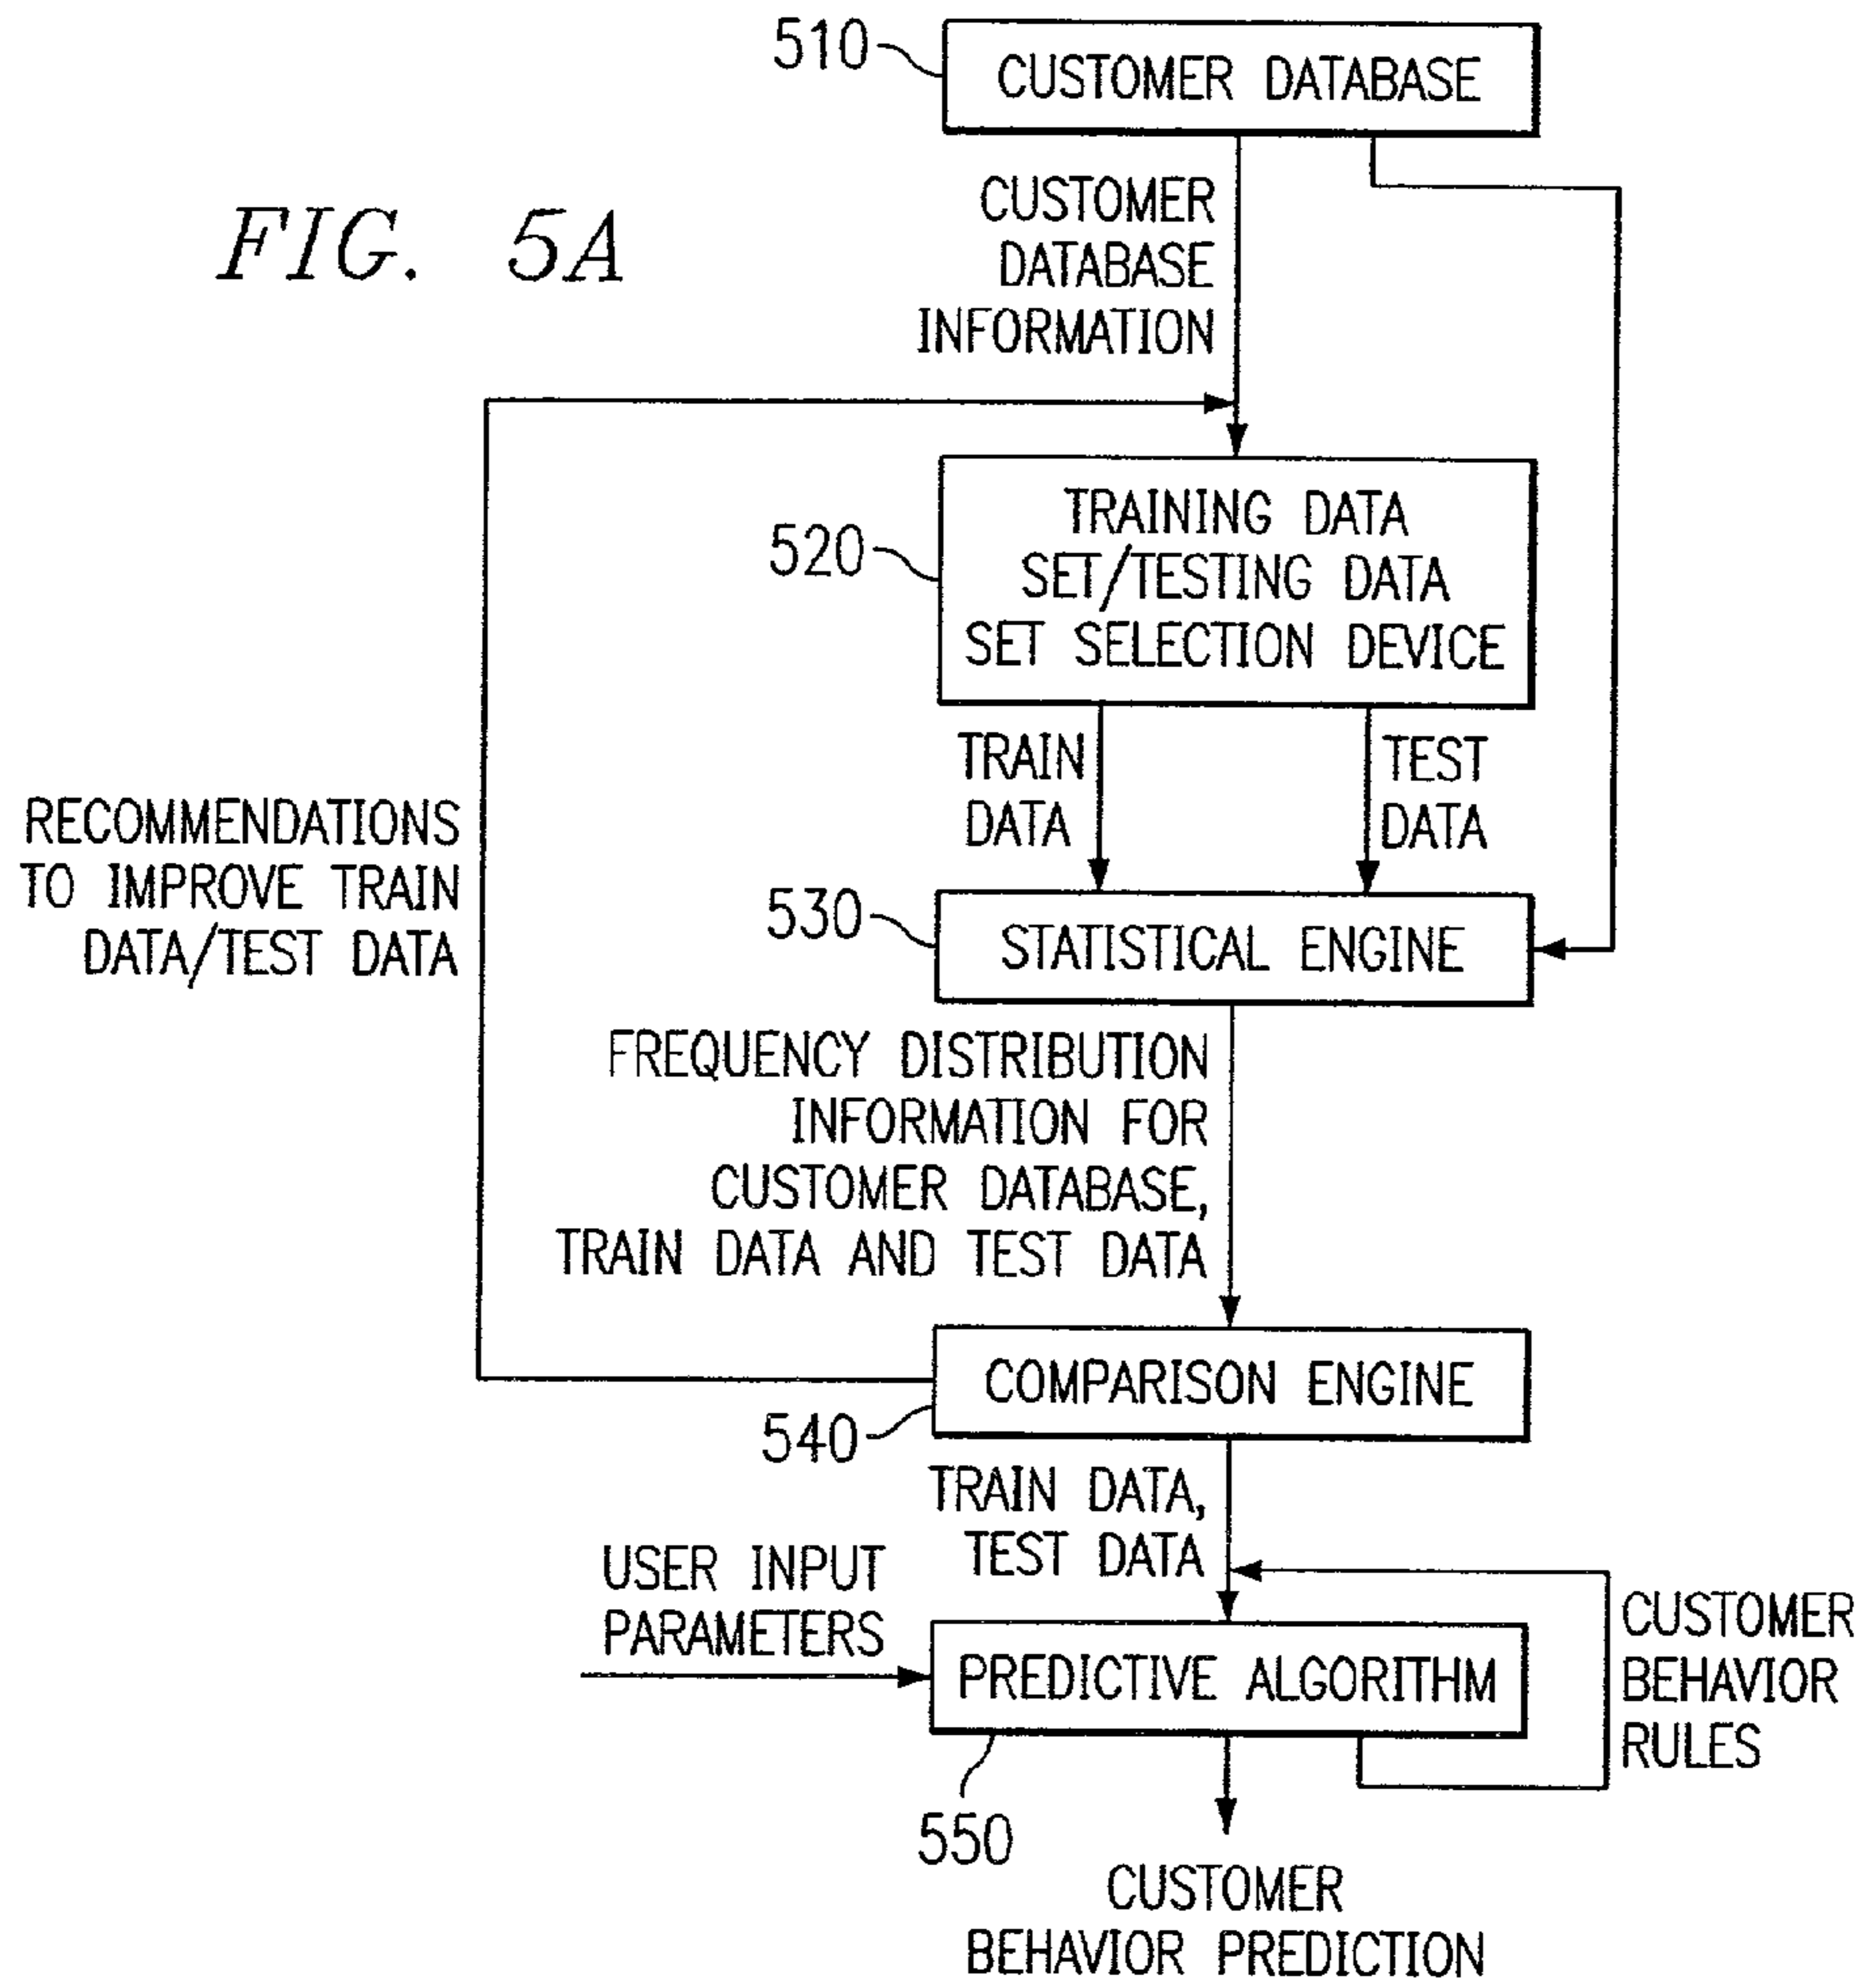 510
CUSTOMER DATABASE
FIG. 5A
CUSTOMER
DATABASE
INFORMATION
520
TRAINING DATA
SET/TESTING DATA
SET SELECTION DEVICE
TRAIN
DATA
TEST
DATA
RECOMMENDATIONS
TO IMPROVE TRAIN
DATA/TEST DATA
530
STATISTICAL ENGINE
FREQUENCY DISTRIBUTION
INFORMATION FOR
CUSTOMER DATABASE,
TRAIN DATA AND TEST DATA
COMPARISON ENGINE
540
TRAIN DATA,
TEST DATA
USER INPUT
PARAMETERS
PREDICTIVE ALGORITHM
CUSTOMER
BEHAVIOR
RULES
550
CUSTOMER
BEHAVIOR PREDICTION